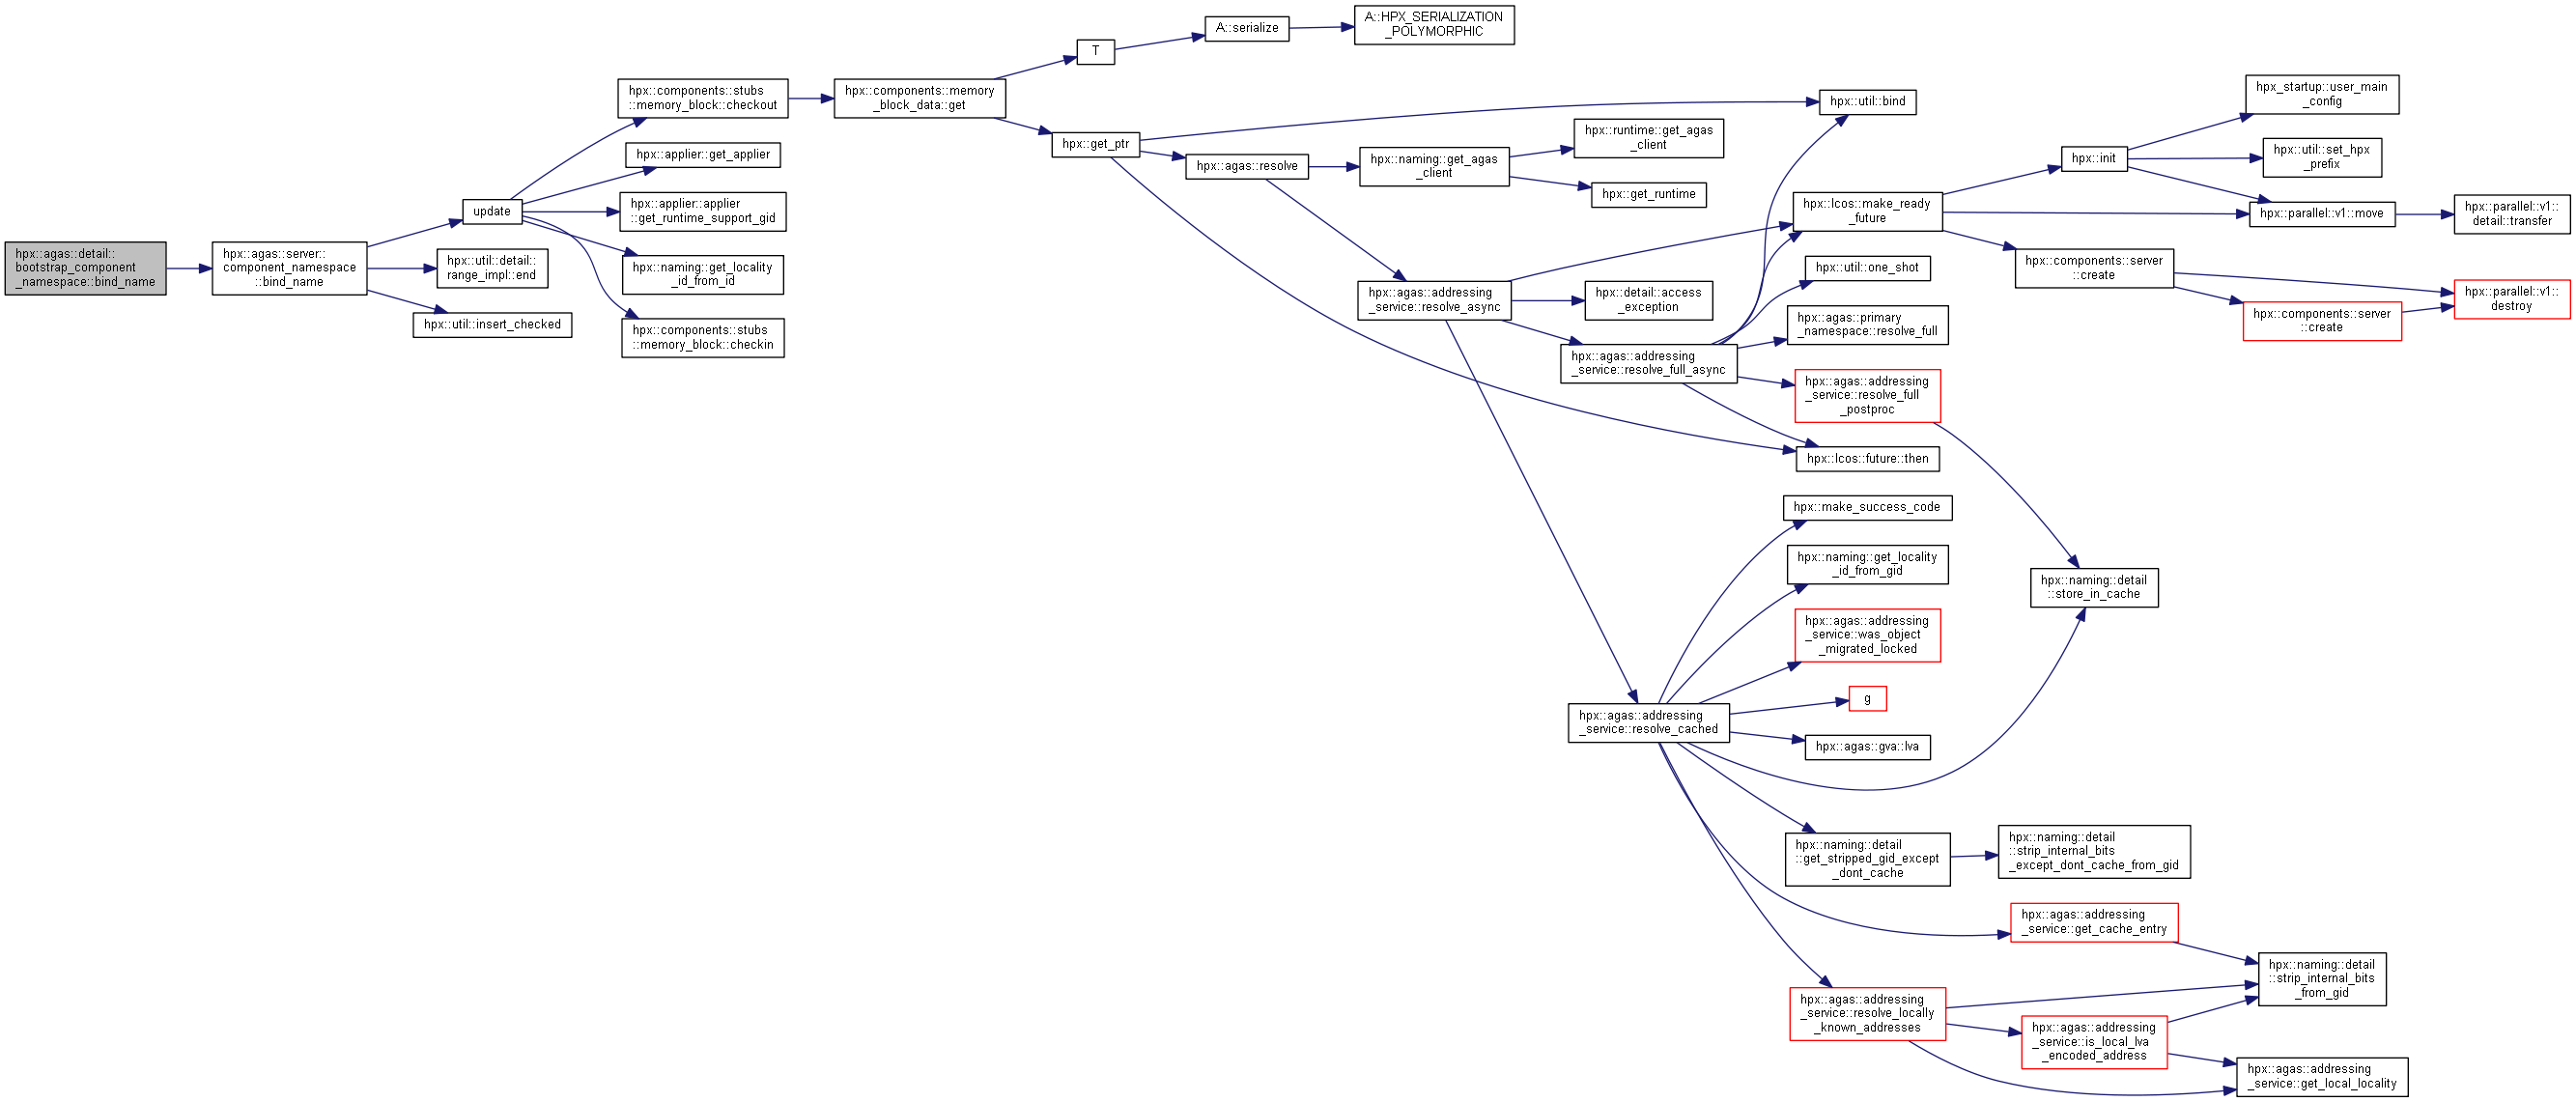 hpx::agas::detail::
bootstrap_component
_namespace::bind_name
hpx::agas::server::
component_namespace
::bind_name
update
hpx::util::detail::
range_impl::end
hpx::util::insert_checked
hpx::components::stubs
::memory_block::checkout
hpx::applier::get_applier
hpx::applier::applier
::get_runtime_support_gid
hpx::naming::get_locality
_id_from_id
hpx::components::stubs
::memory_block::checkin
hpx::components::memory
_block_data::get
T
A::serialize
A::HPX_SERIALIZATION
_POLYMORPHIC
hpx::get_ptr
hpx::agas::resolve
hpx::naming::get_agas
_client
hpx::runtime::get_agas
_client
hpx::get_runtime
hpx::agas::addressing
_service::resolve_async
hpx::detail::access
_exception
hpx::agas::addressing
_service::resolve_full_async
hpx::agas::addressing
_service::resolve_cached
hpx::util::bind
hpx::lcos::make_ready
_future
hpx::util::one_shot
hpx::agas::primary
_namespace::resolve_full
hpx::agas::addressing
_service::resolve_full
_postproc
hpx::lcos::future::then
hpx::init
hpx_startup::user_main
_config
hpx::util::set_hpx
_prefix
hpx::parallel::v1::move
hpx::parallel::v1::
detail::transfer
hpx::components::server
::create
hpx::components::server
::create
hpx::parallel::v1::
destroy
hpx::make_success_code
hpx::naming::get_locality
_id_from_gid
hpx::agas::addressing
_service::was_object
_migrated_locked
g
hpx::agas::gva::lva
hpx::naming::detail
::store_in_cache
hpx::naming::detail
::get_stripped_gid_except
_dont_cache
hpx::naming::detail
::strip_internal_bits
_except_dont_cache_from_gid
hpx::agas::addressing
_service::get_cache_entry
hpx::naming::detail
::strip_internal_bits
_from_gid
hpx::agas::addressing
_service::resolve_locally
_known_addresses
hpx::agas::addressing
_service::is_local_lva
_encoded_address
hpx::agas::addressing
_service::get_local_locality